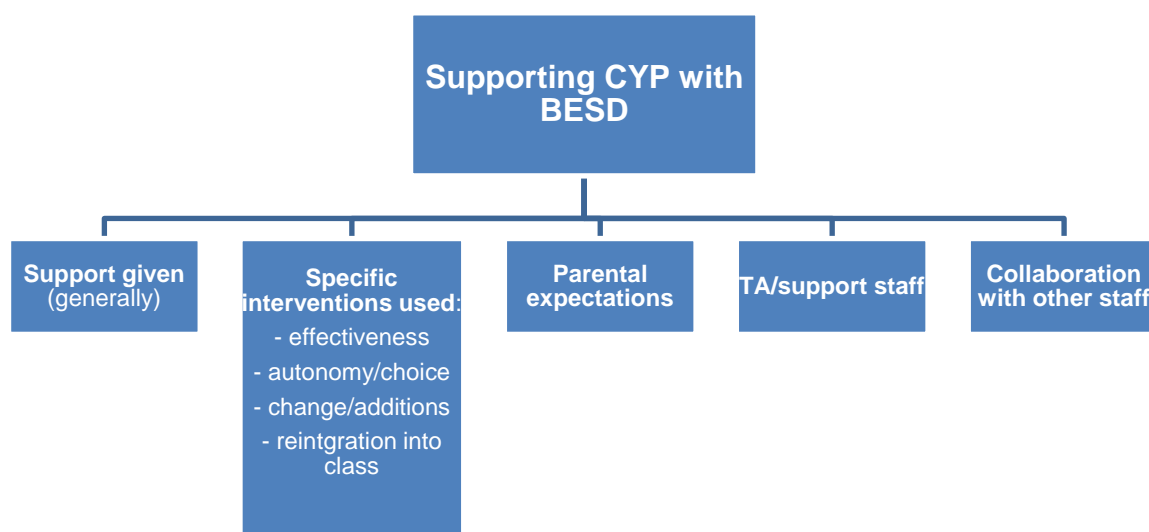 Supporting CYP with
BESD
Support given
(generally)
Specific
interventions used:
- effectiveness
- autonomy/choice
- change/additions
- reintgration into
class
Parental
expectations
TA/support staff
Collaboration
with other staff